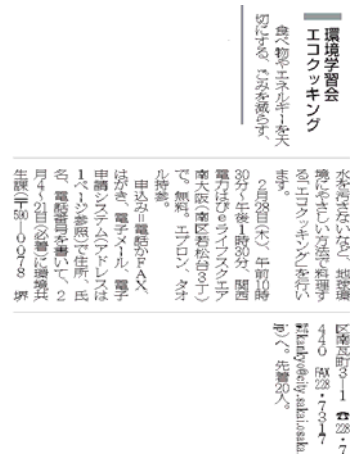 環境学習会
エコクッキング
食べ物やエネルギーを大
切にする、ごみを減らす、
水を汚さないなど、地球環
境にやさしい方法で料理す
る「エコクッキング」を行い
ます。
2月28日(木)、午前10時
30分〜午後1時30分、関西
電力はぴeライフスクエア
南大阪(南区若松台3丁)
で。無料。エプロン、タオ
ル持参。
申込み=電話かFAX、
はがき、電子メール、電子
申請システム(アドレスは
1ページ参照)で住所、氏
名、電話番号を書いて、2
月4〜21日(必着)に環境共
生課(〒590―0078 堺
区南瓦町3―1 ☎228・7
440 FAX228・7317
kankyo@city.sakai.osaka.
jp)へ。先着20人。